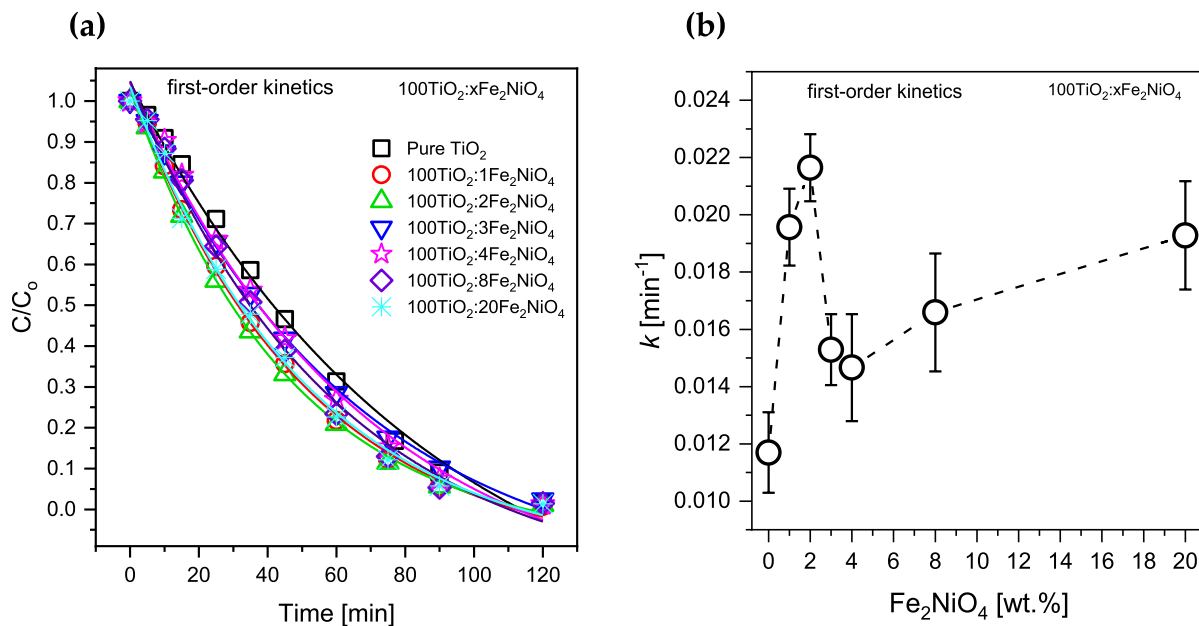 (a)
first-order kinetics
100TiO₂:xFe₂NiO₄
Pure TiO₂
100TiO₂:1Fe₂NiO₄
100TiO₂:2Fe₂NiO₄
100TiO₂:3Fe₂NiO₄
100TiO₂:4Fe₂NiO₄
100TiO₂:8Fe₂NiO₄
100TiO₂:20Fe₂NiO₄
C/Cₒ
1.0
0.9
0.8
0.7
0.6
0.5
0.4
0.3
0.2
0.1
0.0
0 20 40 60 80 100 120
Time [min]
(b)
first-order kinetics
100TiO₂:xFe₂NiO₄
k [min⁻¹]
0.024
0.022
0.020
0.018
0.016
0.014
0.012
0.010
0 2 4 6 8 10 12 14 16 18 20
Fe₂NiO₄ [wt.%]